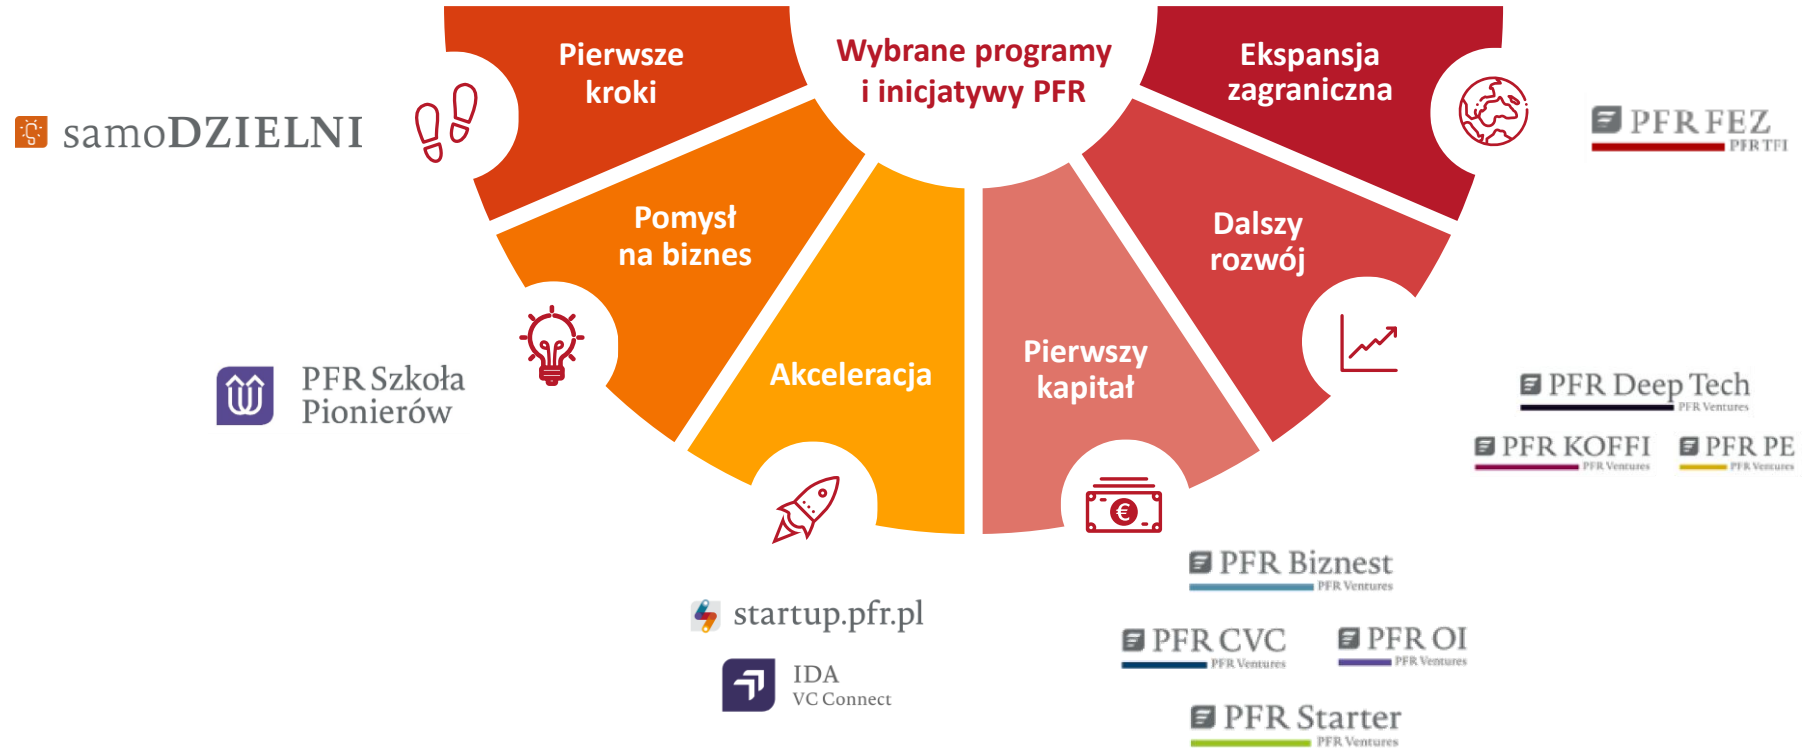 Wybrane programy
i inicjatywy PFR
Pierwsze
kroki
samoDZIELNI
Pomysł
na biznes
PFR Szkoła
Pionierów
Akceleracja
startup.pfr.pl
IDA
VC Connect
Pierwszy
kapitał
€
PFR Biznest
PFR Ventures
PFR CVC
PFR Ventures
PFR OI
PFR Ventures
PFR Starter
PFR Ventures
Dalszy
rozwój
PFR Deep Tech
PFR Ventures
PFR KOFFI
PFR Ventures
PFR PE
PFR Ventures
Ekspansja
zagraniczna
PFR FEZ
PFR TFI